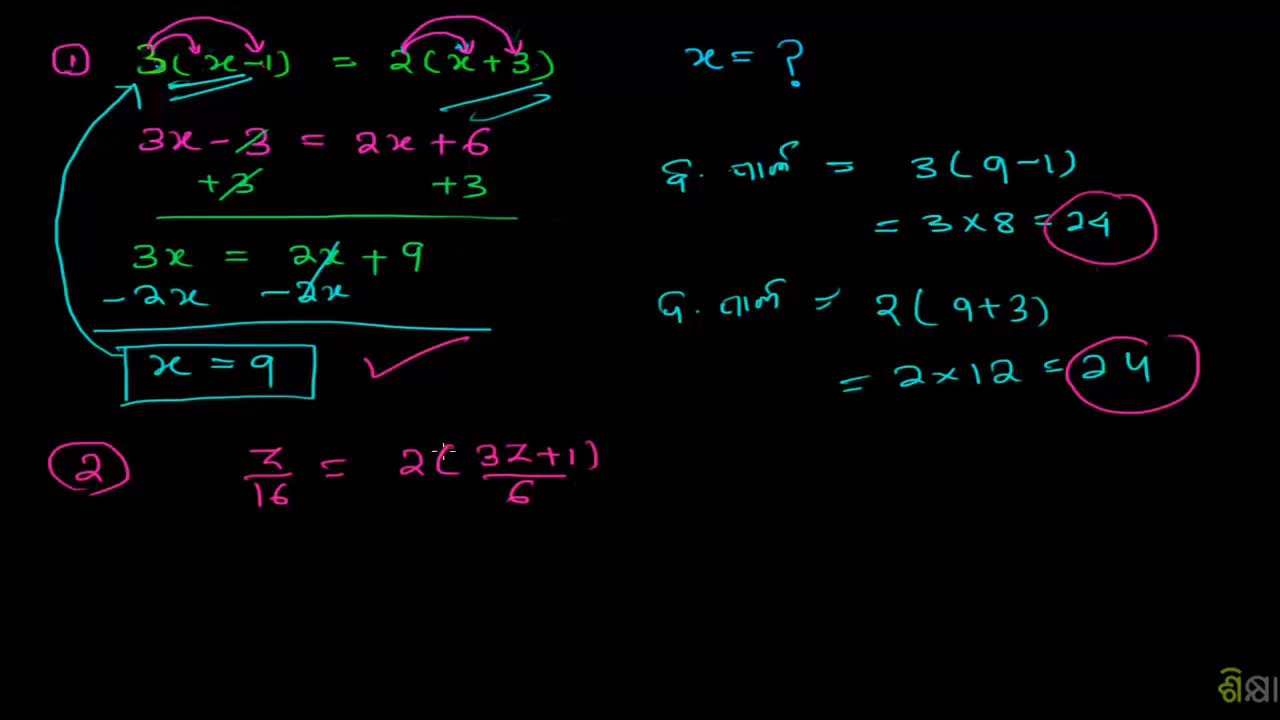 ① 3(x-1) = 2(x+3)
x = ?
3x - 3 = 2x + 6
+3 +3
3x = 2x + 9
-2x -2x
x = 9
ବା. ପାର୍ଶ୍ୱ = 3(9-1)
= 3×8 = 24
ଦ. ପାର୍ଶ୍ୱ = 2(9+3)
= 2×12 = 24
② z/16 = 2(3z+1)/6
ଶିକ୍ଷା